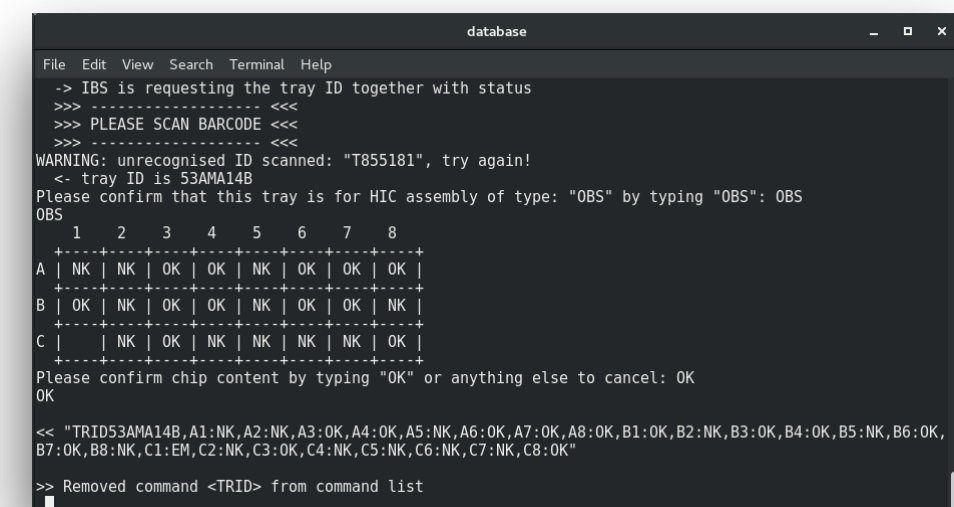 database
File Edit View Search Terminal Help
-> IBS is requesting the tray ID together with status
>>> ------------------- <<<
>>> PLEASE SCAN BARCODE <<<
>>> ------------------- <<<
WARNING: unrecognised ID scanned: "T855181", try again!
<- tray ID is 53AMA14B
Please confirm that this tray is for HIC assembly of type: "OBS" by typing "OBS": OBS
OBS
    1    2    3    4    5    6    7    8
  +----+----+----+----+----+----+----+----+
A | NK | NK | OK | OK | NK | OK | OK | OK |
  +----+----+----+----+----+----+----+----+
B | OK | NK | OK | OK | NK | OK | OK | NK |
  +----+----+----+----+----+----+----+----+
C |    | NK | OK | NK | NK | NK | NK | OK |
  +----+----+----+----+----+----+----+----+
Please confirm chip content by typing "OK" or anything else to cancel: OK
OK
<< "TRID53AMA14B,A1:NK,A2:NK,A3:OK,A4:OK,A5:NK,A6:OK,A7:OK,A8:OK,B1:OK,B2:NK,B3:OK,B4:OK,B5:NK,B6:OK,
B7:OK,B8:NK,C1:EM,C2:NK,C3:OK,C4:NK,C5:NK,C6:NK,C7:NK,C8:OK"
>> Removed command <TRID> from command list